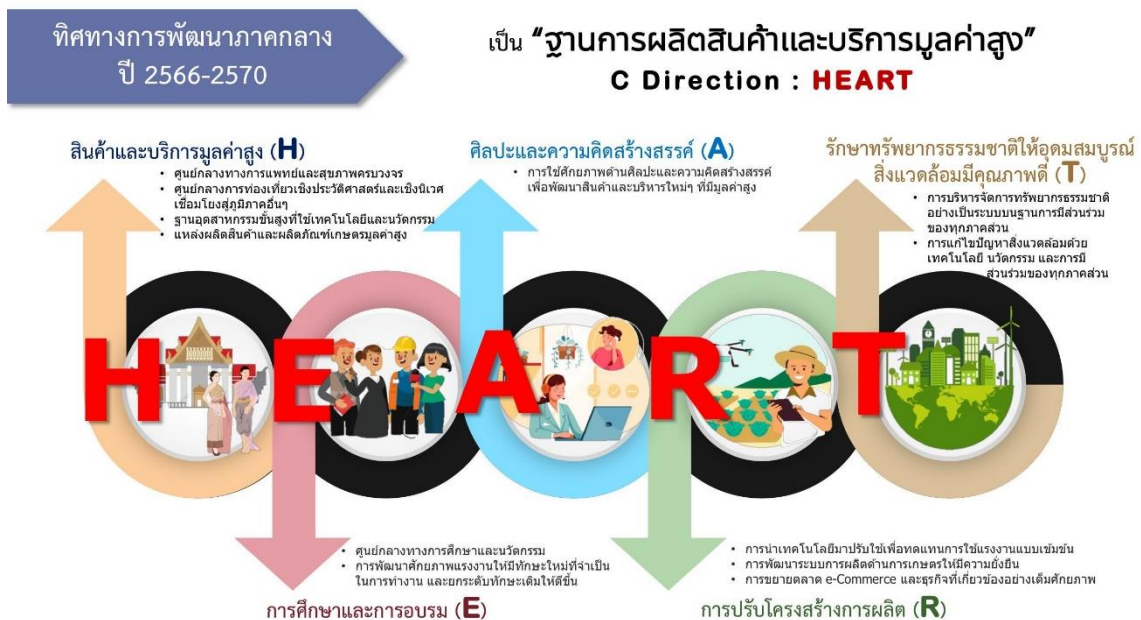 ทิศทางการพัฒนาภาคกลาง
ปี 2566-2570
เป็น “ฐานการผลิตสินค้าและบริการมูลค่าสูง”
C Direction : HEART
สินค้าและบริการมูลค่าสูง (H)
• ศูนย์กลางทางการแพทย์และสุขภาพครบวงจร
• ศูนย์กลางการท่องเที่ยวเชิงประวัติศาสตร์และเชิงนิเวศ
เชื่อมโยงสู่ภูมิภาคอื่นๆ
• ฐานอุตสาหกรรมขั้นสูงที่ใช้เทคโนโลยีและนวัตกรรม
• แหล่งผลิตสินค้าและผลิตภัณฑ์เกษตรมูลค่าสูง
ศิลปะและความคิดสร้างสรรค์ (A)
• การใช้ศักยภาพด้านศิลปะและความคิดสร้างสรรค์
เพื่อพัฒนาสินค้าและบริหารใหม่ๆ ที่มีมูลค่าสูง
รักษาทรัพยากรธรรมชาติให้อุดมสมบูรณ์
สิ่งแวดล้อมมีคุณภาพดี (T)
• การบริหารจัดการทรัพยากรธรรมชาติ
อย่างเป็นระบบบนฐานการมีส่วนร่วม
ของทุกภาคส่วน
• การแก้ไขปัญหาสิ่งแวดล้อมด้วย
เทคโนโลยี นวัตกรรม และการมี
ส่วนร่วมของทุกภาคส่วน
H E A R T
• ศูนย์กลางทางการศึกษาและนวัตกรรม
• การพัฒนาศักยภาพแรงงานให้มีทักษะใหม่ที่จำเป็น
ในการทำงาน และยกระดับทักษะเดิมให้ดีขึ้น
การศึกษาและการอบรม (E)
• การนำเทคโนโลยีมาปรับใช้เพื่อทดแทนการใช้แรงงานแบบเข้มข้น
• การพัฒนาระบบการผลิตด้านการเกษตรให้มีความยั่งยืน
• การขยายตลาด e-Commerce และธุรกิจที่เกี่ยวข้องอย่างเต็มศักยภาพ
การปรับโครงสร้างการผลิต (R)